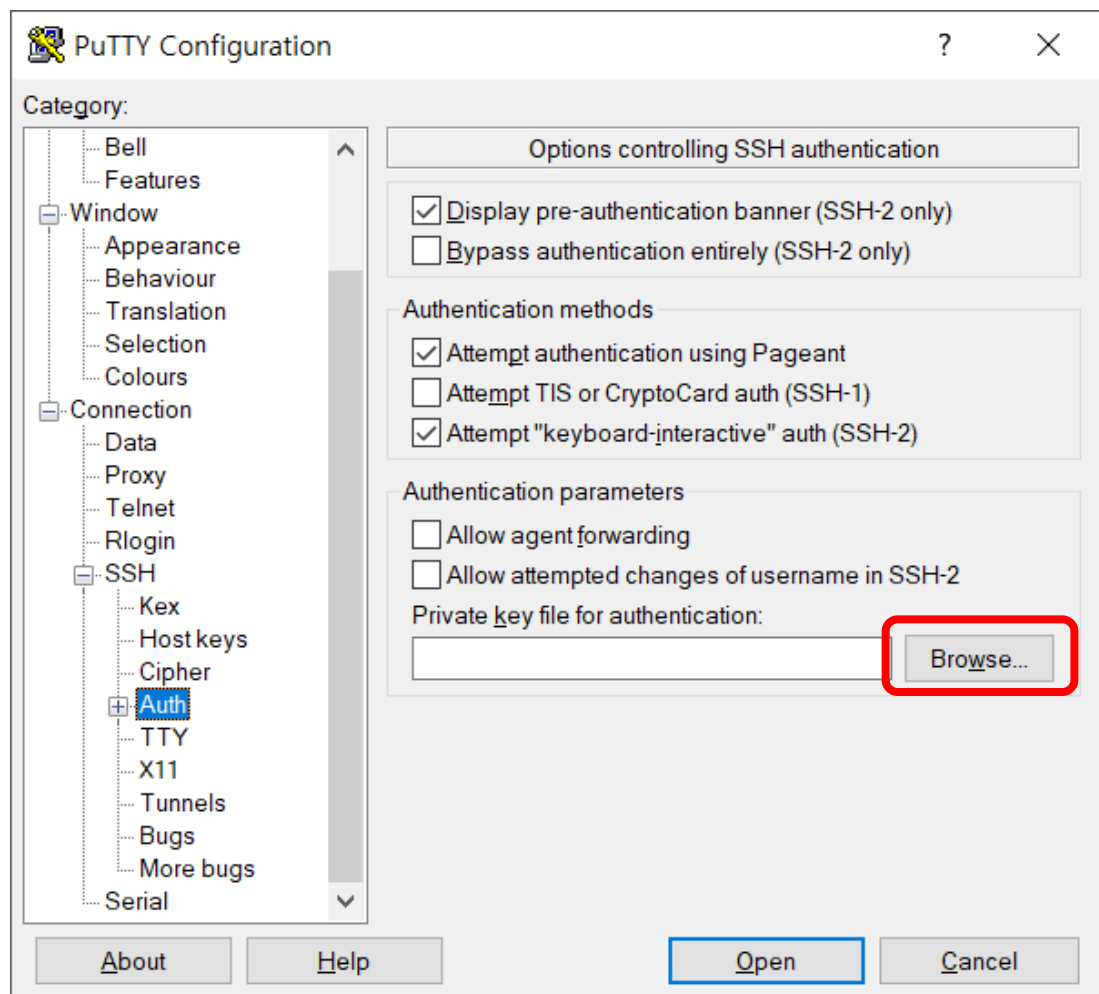 PuTTY Configuration
?
Category:
Bell
Features
Window
Appearance
Behaviour
Translation
Selection
Colours
Connection
Data
Proxy
Telnet
Rlogin
SSH
Kex
Host keys
Cipher
Auth
TTY
X11
Tunnels
Bugs
More bugs
Serial
Options controlling SSH authentication
Display pre-authentication banner (SSH-2 only)
Bypass authentication entirely (SSH-2 only)
Authentication methods
Attempt authentication using Pageant
Attempt TIS or CryptoCard auth (SSH-1)
Attempt "keyboard-interactive" auth (SSH-2)
Authentication parameters
Allow agent forwarding
Allow attempted changes of username in SSH-2
Private key file for authentication:
Browse...
About
Help
Open
Cancel